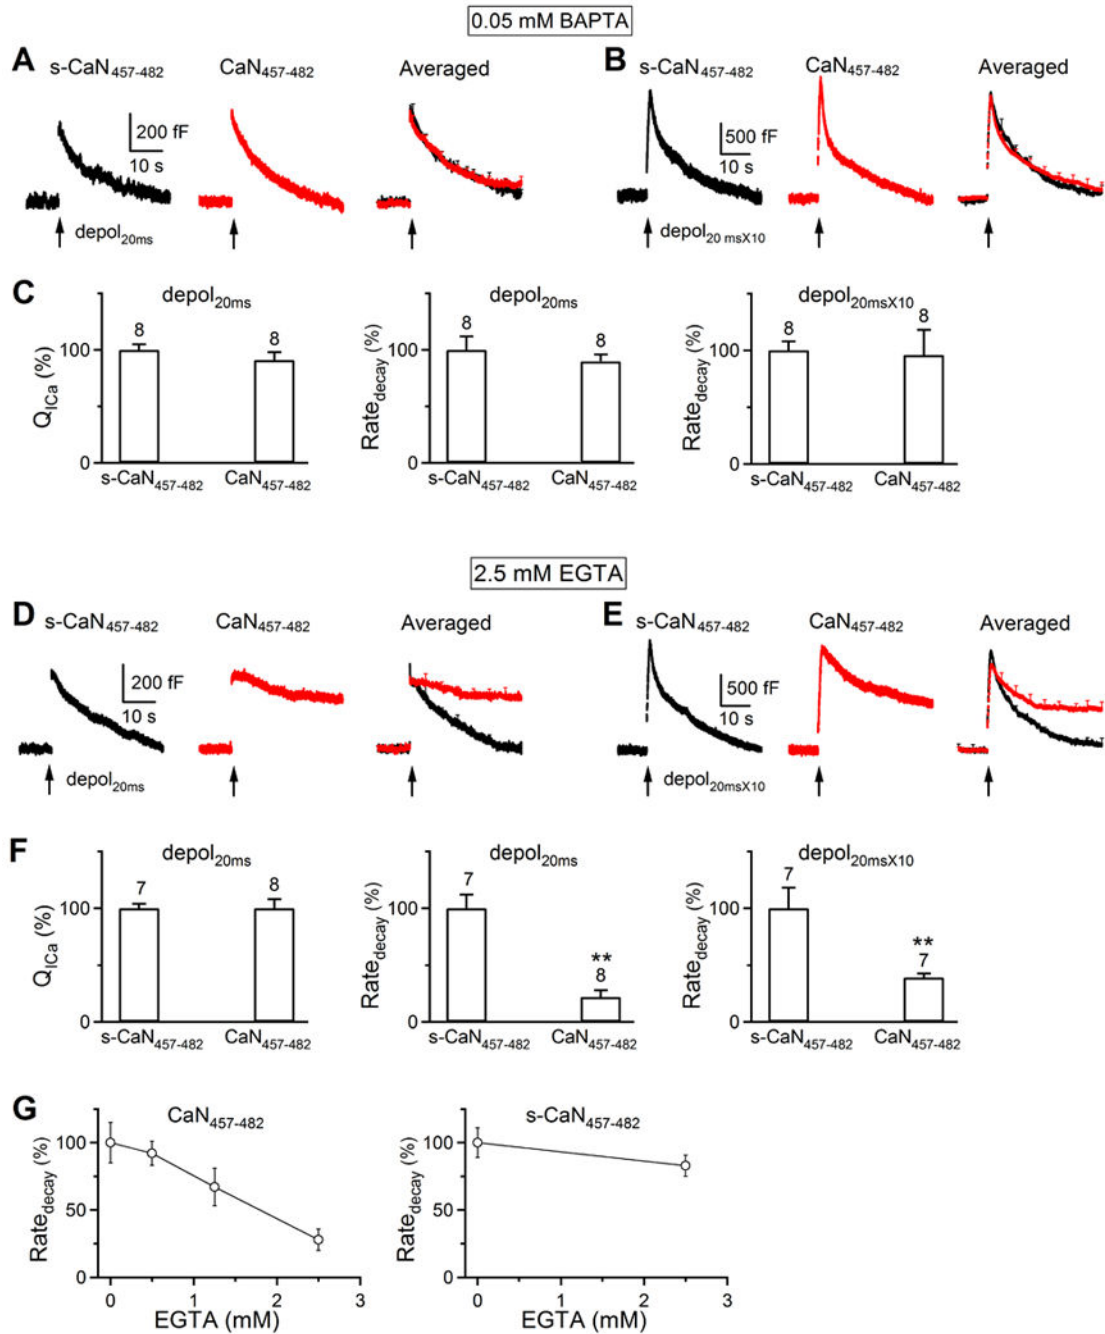 0.05 mM BAPTA
A
s-CaN457-482
CaN457-482
Averaged
200 fF
10 s
depol20ms
B
s-CaN457-482
CaN457-482
Averaged
500 fF
10 s
depol20 msX10
C
depol20ms
QICa (%)
100
0
8
8
s-CaN457-482
CaN457-482
depol20ms
Ratedecay (%)
100
0
8
8
s-CaN457-482
CaN457-482
depol20msX10
Ratedecay (%)
100
0
8
8
s-CaN457-482
CaN457-482
2.5 mM EGTA
D
s-CaN457-482
CaN457-482
Averaged
200 fF
10 s
depol20ms
E
s-CaN457-482
CaN457-482
Averaged
500 fF
10 s
depol20msX10
F
depol20ms
QICa (%)
100
0
7
8
s-CaN457-482
CaN457-482
depol20ms
Ratedecay (%)
100
0
7
**
8
s-CaN457-482
CaN457-482
depol20msX10
Ratedecay (%)
100
0
7
**
7
s-CaN457-482
CaN457-482
G
CaN457-482
Ratedecay (%)
100
50
0
0 1 2 3
EGTA (mM)
s-CaN457-482
Ratedecay (%)
100
50
0
0 1 2 3
EGTA (mM)